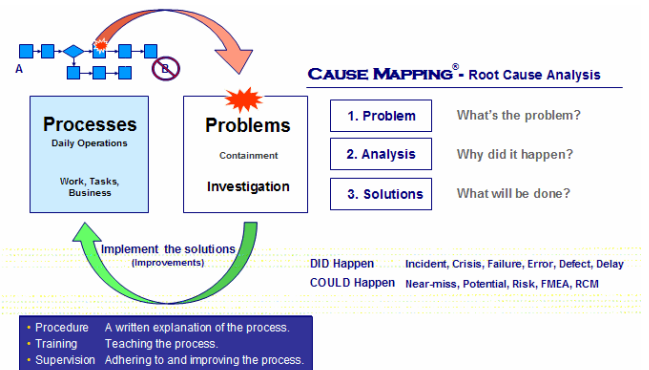 A
B
CAUSE MAPPING® - Root Cause Analysis
Processes
Daily Operations
Work, Tasks,
Business
Problems
Containment
Investigation
1. Problem What's the problem?
2. Analysis Why did it happen?
3. Solutions What will be done?
Implement the solutions
(Improvements)
DID Happen Incident, Crisis, Failure, Error, Defect, Delay
COULD Happen Near-miss, Potential, Risk, FMEA, RCM
• Procedure A written explanation of the process.
• Training Teaching the process.
• Supervision Adhering to and improving the process.